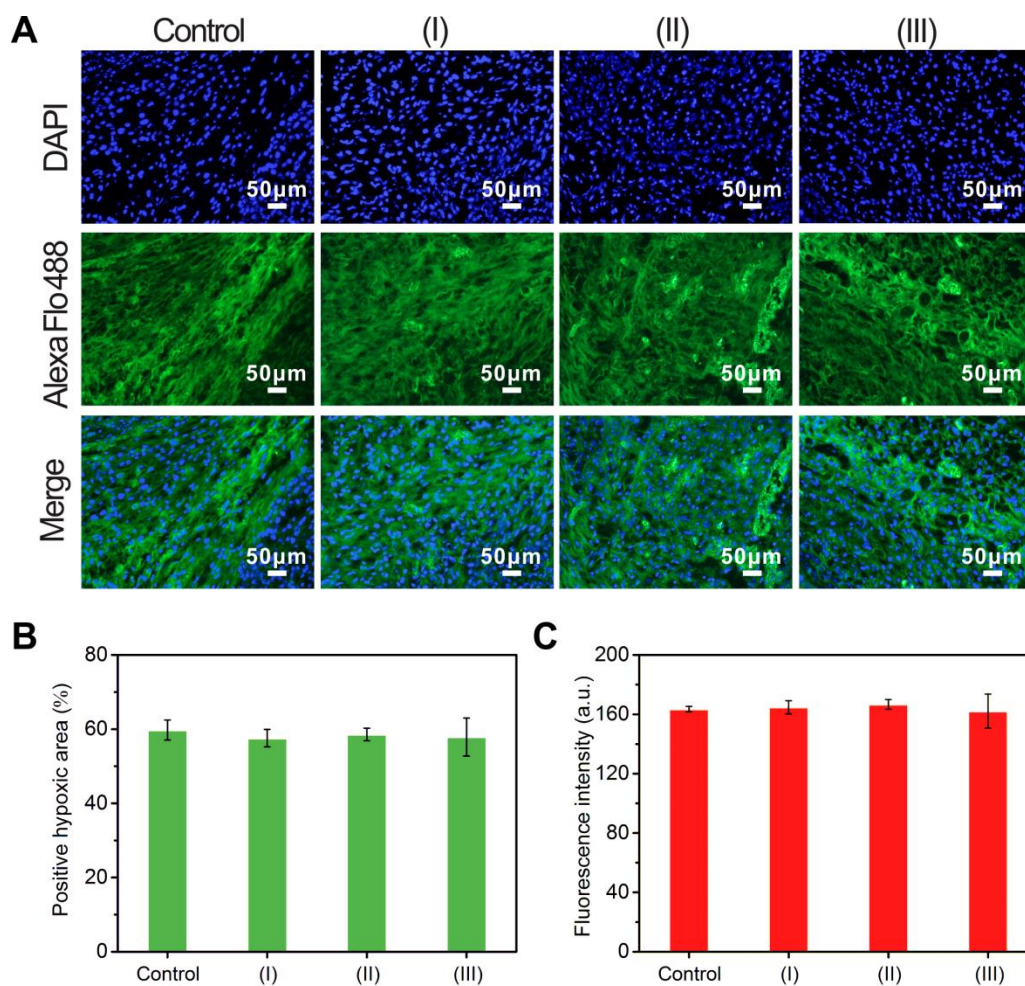 A
Control (I) (II) (III)
DAPI
50μm 50μm 50μm 50μm
Alexa Flo488
50μm 50μm 50μm 50μm
Merge
50μm 50μm 50μm 50μm
B
Positive hypoxic area (%)
80
60
40
20
0
Control (I) (II) (III)
C
Fluorescence intensity (a.u.)
200
160
120
80
40
0
Control (I) (II) (III)